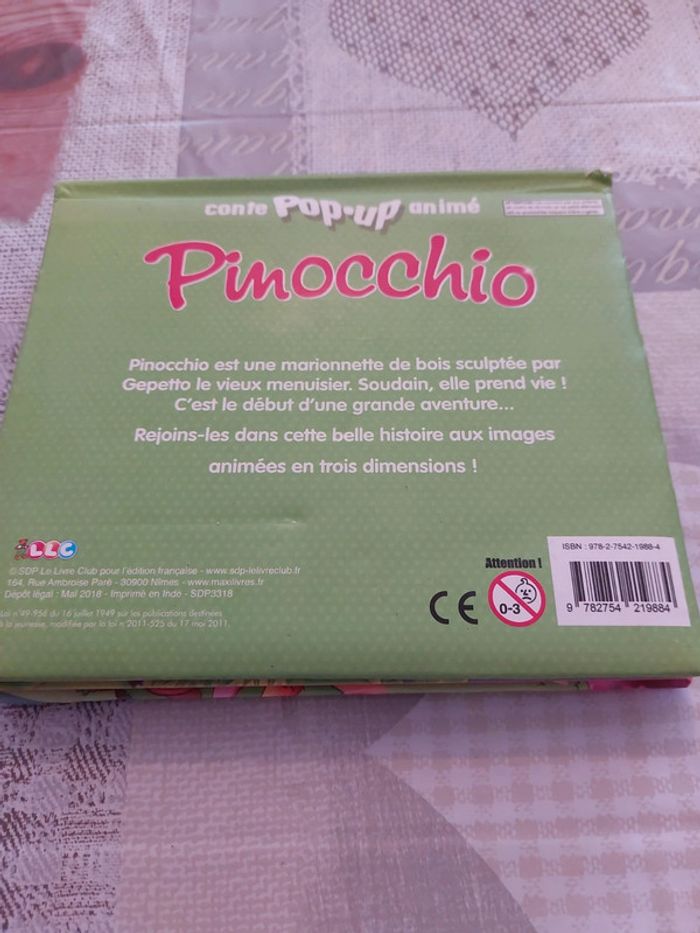 conte POP-UP animé
Pinocchio
Pinocchio est une marionnette de bois sculptée par
Gepetto le vieux menuisier. Soudain, elle prend vie !
C'est le début d'une grande aventure...
Rejoins-les dans cette belle histoire aux images
animées en trois dimensions !
LLC
© SDP Le Livre Club pour l'édition française - www.sdp-lelivreclub.fr
164, Rue Ambroise Paré - 30900 Nîmes - www.maxilivres.fr
Dépôt légal : Mai 2018 - Imprimé en Inde - SDP3318
Loi n°49-956 du 16 juillet 1949 sur les publications destinées
à la jeunesse, modifiée par la loi n°2011-525 du 17 mai 2011.
CE
Attention !
0-3
ISBN : 978-2-7542-1988-4
9 782754 219884